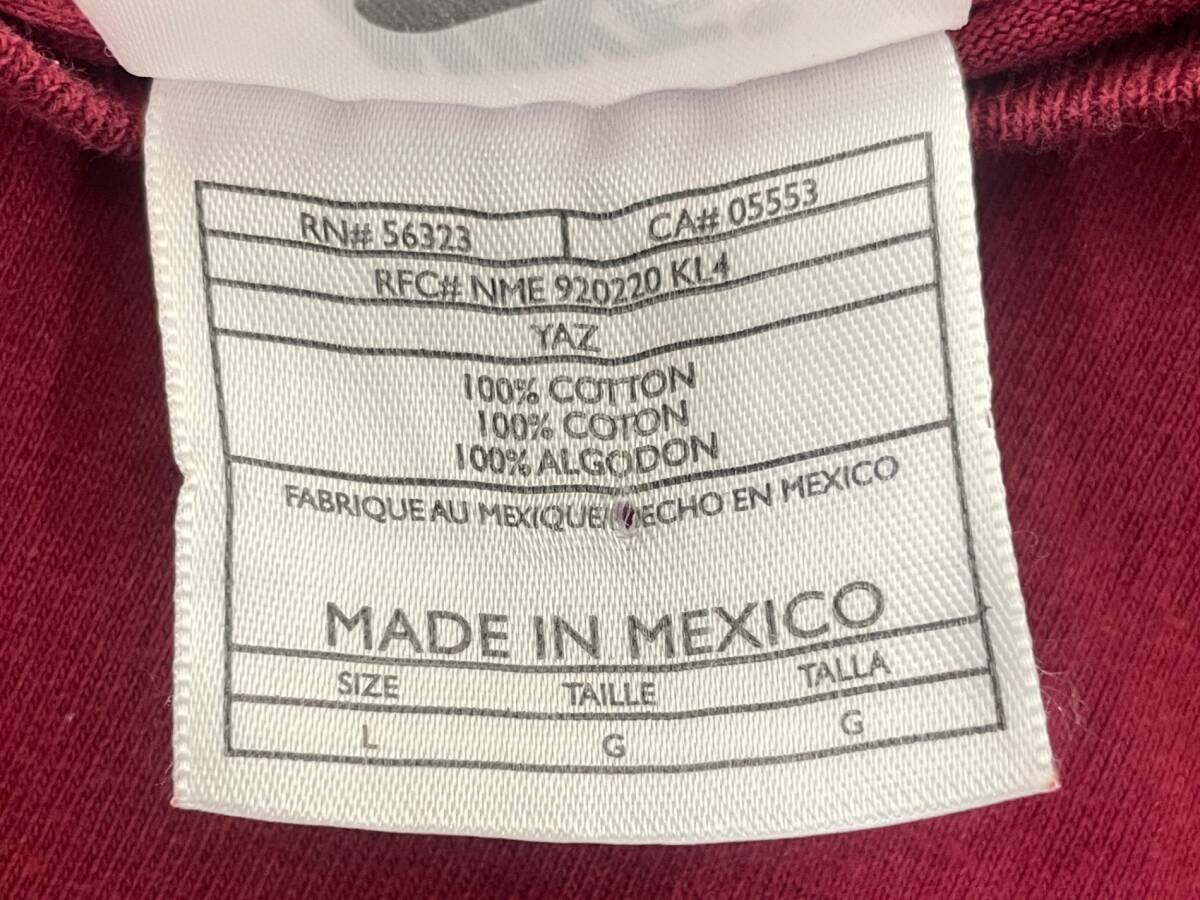 RN# 56323 CA# 05553
RFC# NME 920220 KL4
YAZ
100% COTTON
100% COTON
100% ALGODON
FABRIQUE AU MEXIQUE/HECHO EN MEXICO
MADE IN MEXICO
SIZE TAILLE TALLA
L G G